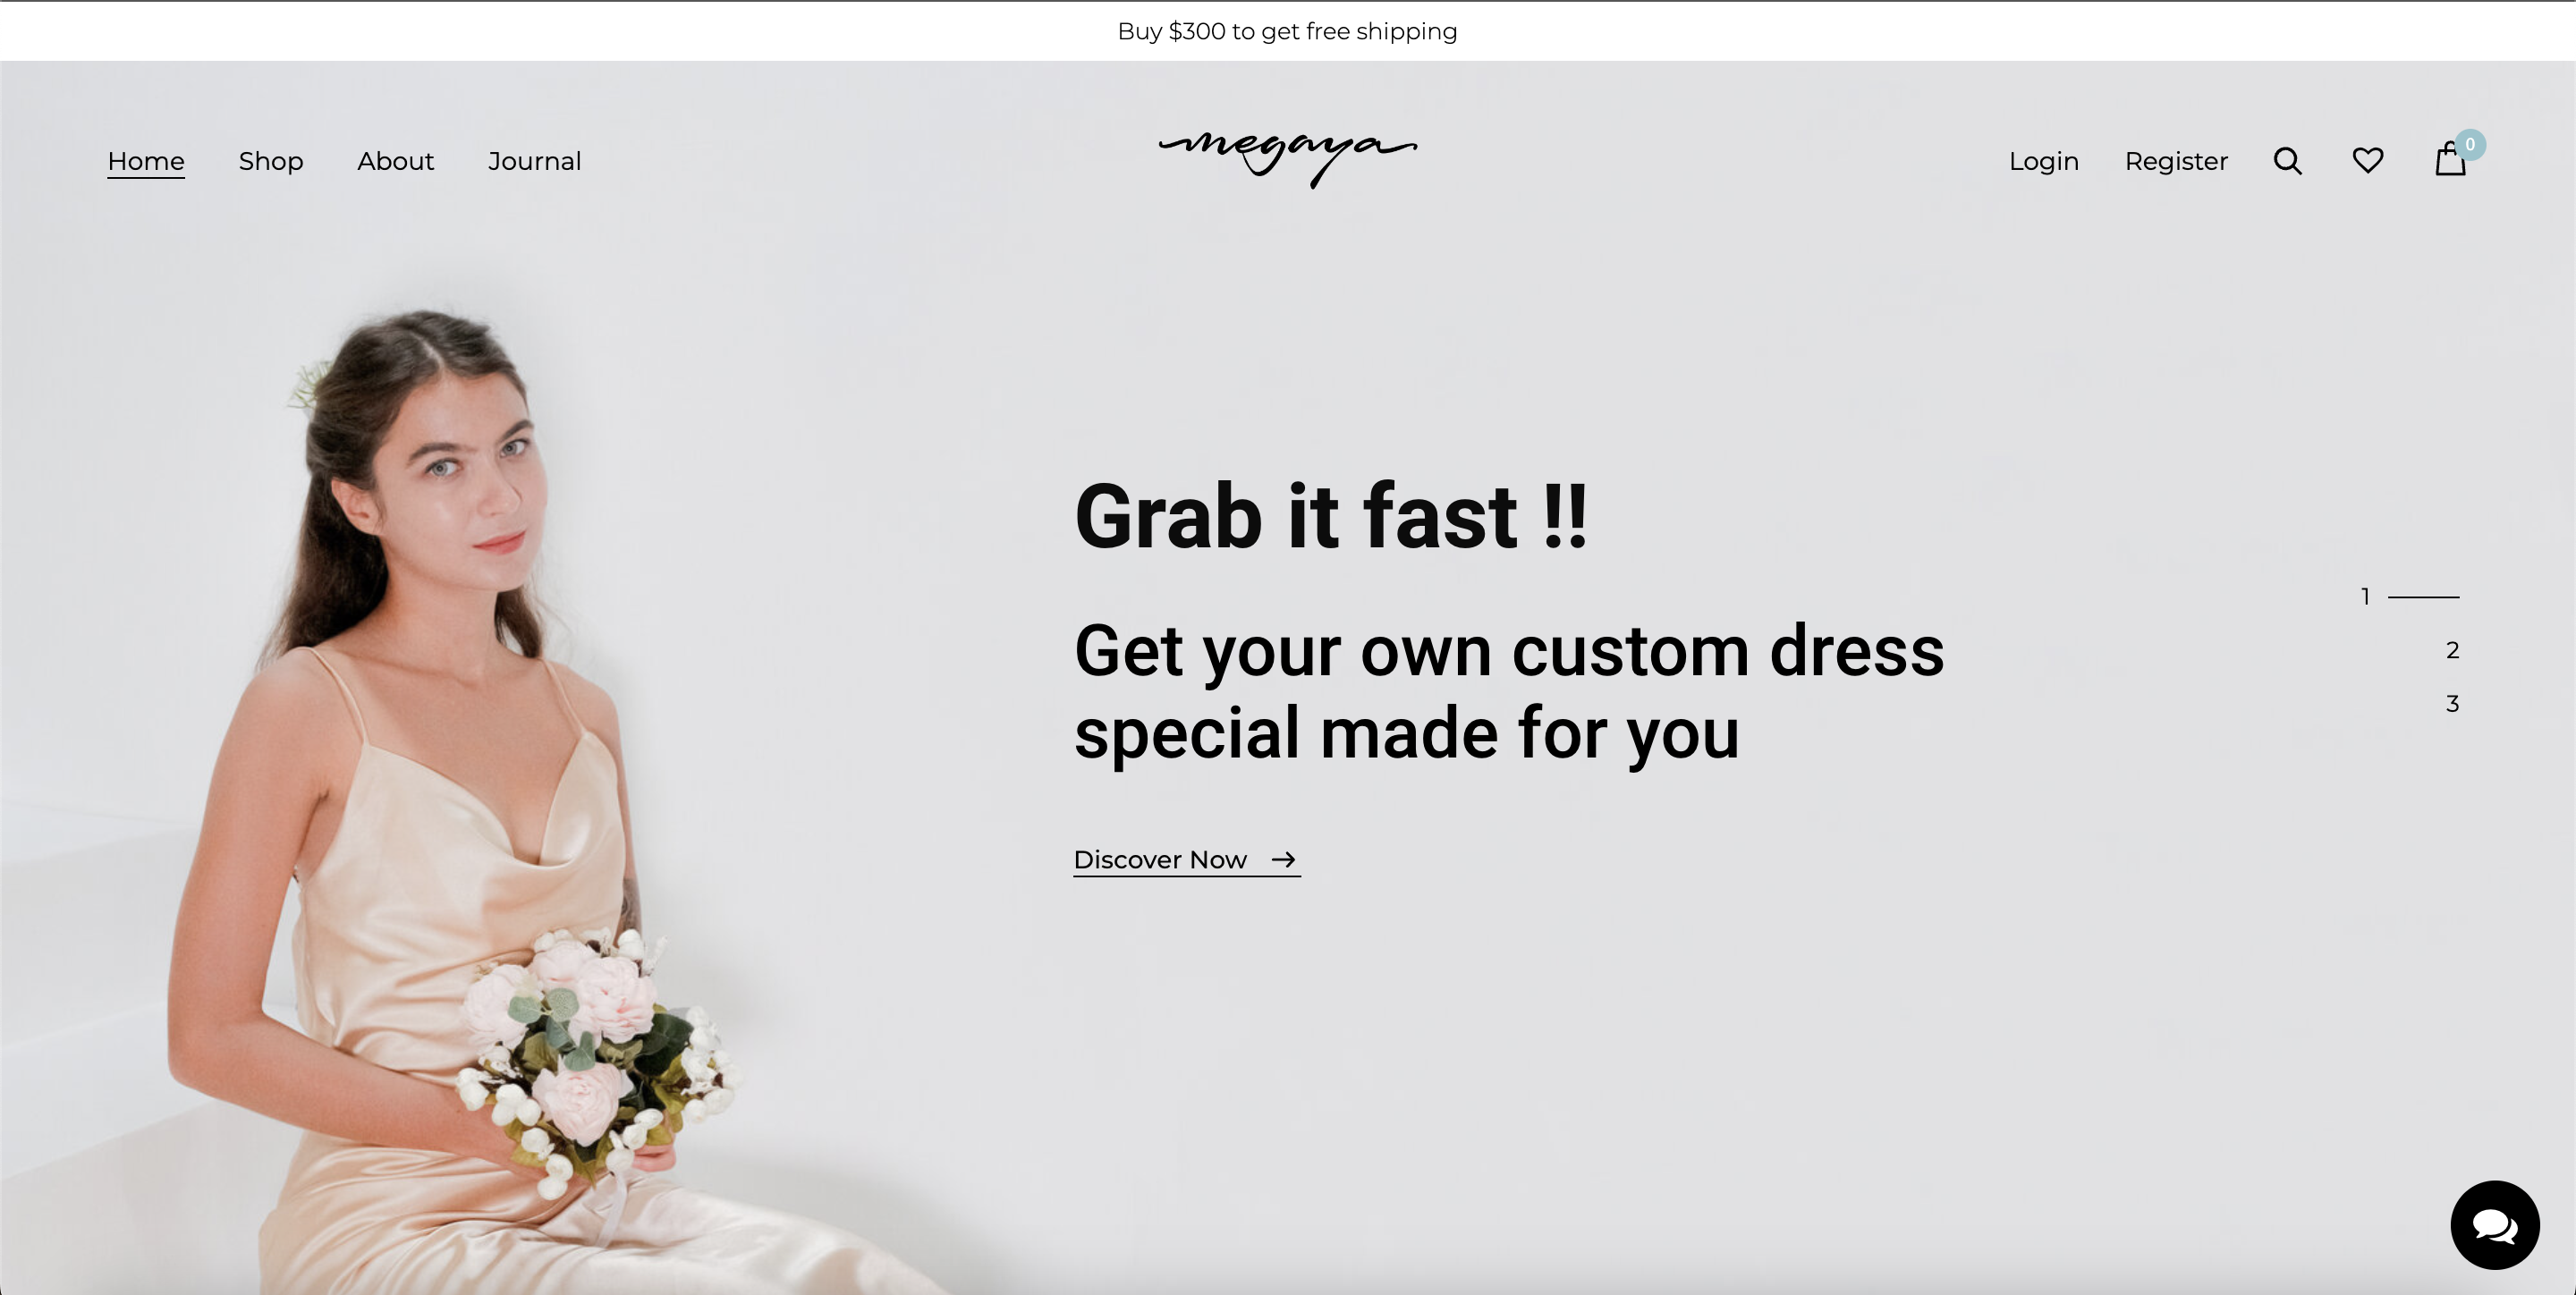 Buy $300 to get free shipping
Home Shop About Journal
megaya
Login Register
0
Grab it fast !!
Get your own custom dress
special made for you
Discover Now →
1
2
3